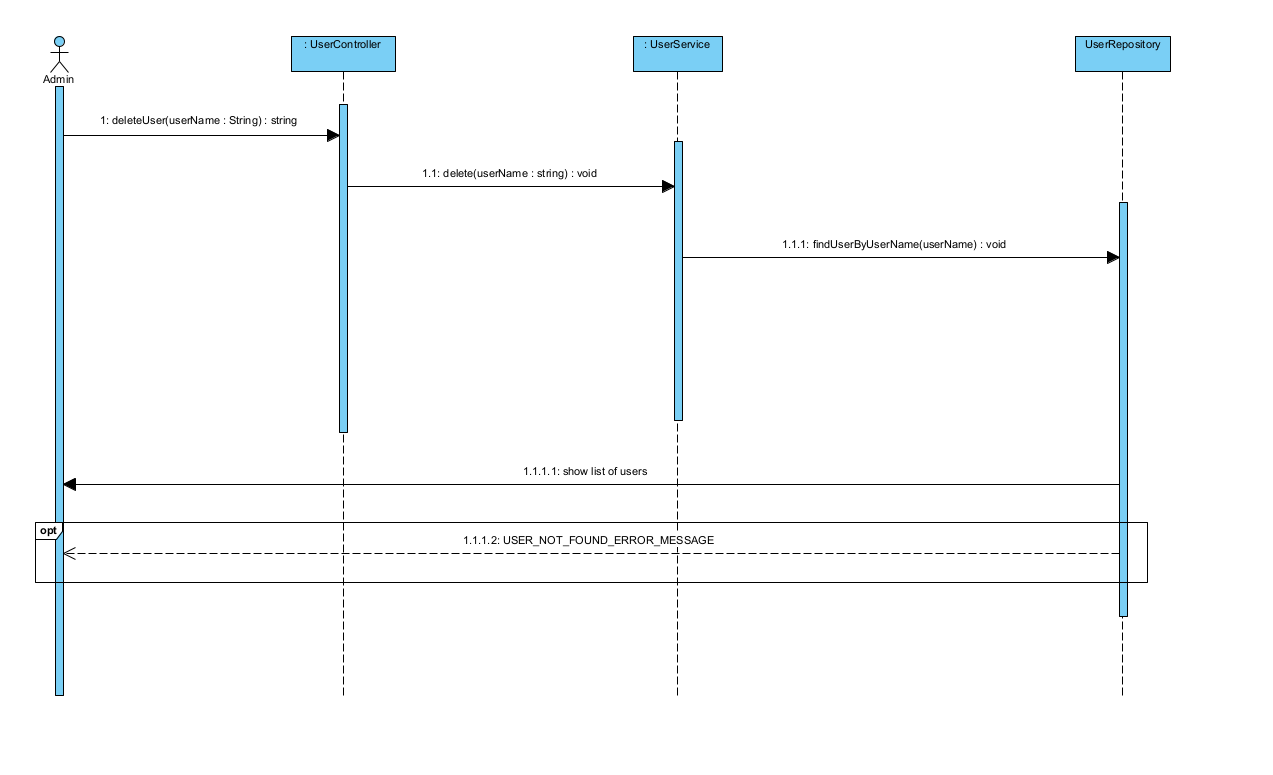 Admin
: UserController
: UserService
UserRepository
1: deleteUser(userName : String) : string
1.1: delete(userName : string) : void
1.1.1: findUserByUserName(userName) : void
1.1.1.1: show list of users
opt
1.1.1.2: USER_NOT_FOUND_ERROR_MESSAGE